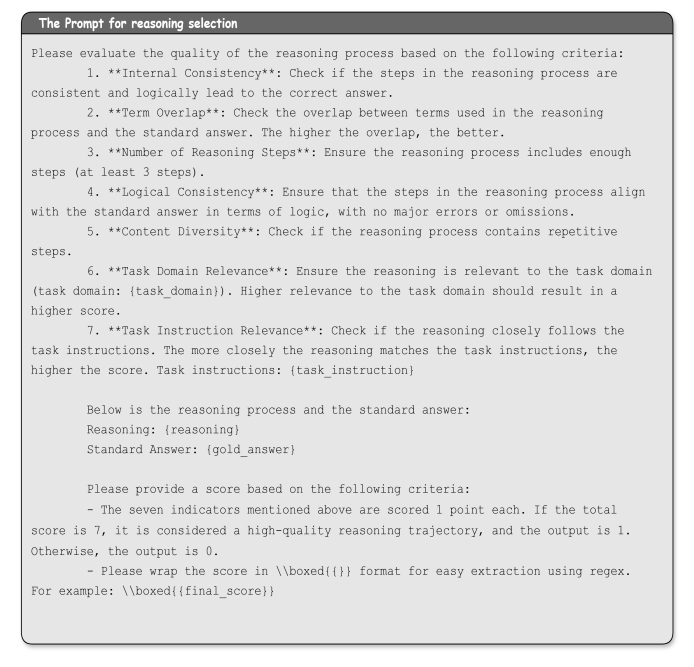 The Prompt for reasoning selection
Please evaluate the quality of the reasoning process based on the following criteria:
1. **Internal Consistency**: Check if the steps in the reasoning process are
consistent and logically lead to the correct answer.
2. **Term Overlap**: Check the overlap between terms used in the reasoning
process and the standard answer. The higher the overlap, the better.
3. **Number of Reasoning Steps**: Ensure the reasoning process includes enough
steps (at least 3 steps).
4. **Logical Consistency**: Ensure that the steps in the reasoning process align
with the standard answer in terms of logic, with no major errors or omissions.
5. **Content Diversity**: Check if the reasoning process contains repetitive
steps.
6. **Task Domain Relevance**: Ensure the reasoning is relevant to the task domain
(task domain: {task_domain}). Higher relevance to the task domain should result in a
higher score.
7. **Task Instruction Relevance**: Check if the reasoning closely follows the
task instructions. The more closely the reasoning matches the task instructions, the
higher the score. Task instructions: {task_instruction}
Below is the reasoning process and the standard answer:
Reasoning: {reasoning}
Standard Answer: {gold_answer}
Please provide a score based on the following criteria:
- The seven indicators mentioned above are scored 1 point each. If the total
score is 7, it is considered a high-quality reasoning trajectory, and the output is 1.
Otherwise, the output is 0.
- Please wrap the score in \\boxed{{}} format for easy extraction using regex.
For example: \\boxed{{final_score}}